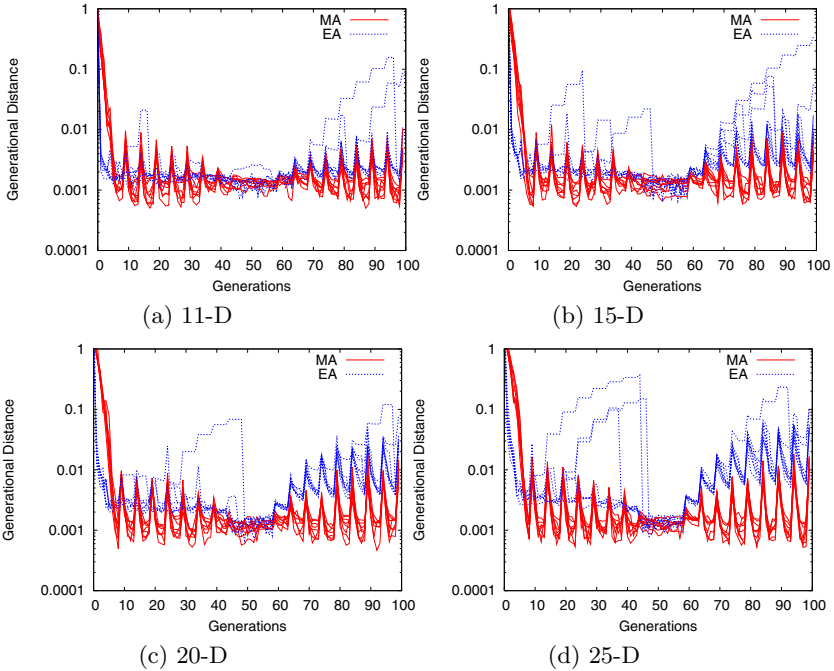 1
0.1
0.01
0.001
0.0001
Generational Distance
MA
EA
0 10 20 30 40 50 60 70 80 90 100
Generations
(a) 11-D
1
0.1
0.01
0.001
0.0001
Generational Distance
MA
EA
0 10 20 30 40 50 60 70 80 90 100
Generations
(b) 15-D
1
0.1
0.01
0.001
0.0001
Generational Distance
MA
EA
0 10 20 30 40 50 60 70 80 90 100
Generations
(c) 20-D
1
0.1
0.01
0.001
0.0001
Generational Distance
MA
EA
0 10 20 30 40 50 60 70 80 90 100
Generations
(d) 25-D